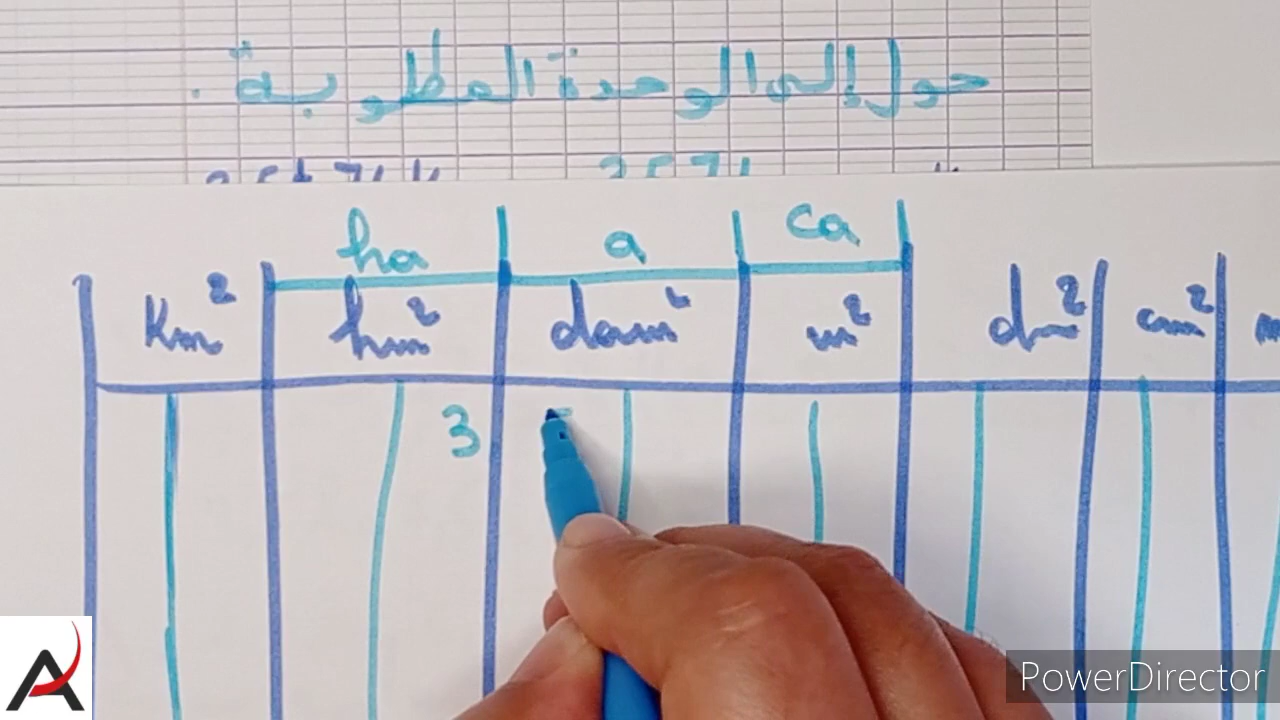 حول إلى الوحدة المطلوبة .
ha a ca
Km² hm² dam² m² dm² cm²
3
PowerDirector